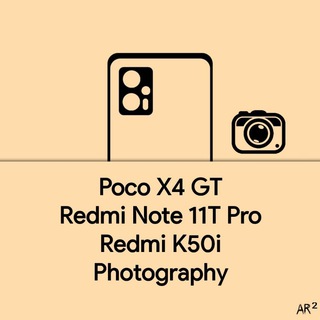 Poco X4 GT
Redmi Note 11T Pro
Redmi K50i
Photography
AR²